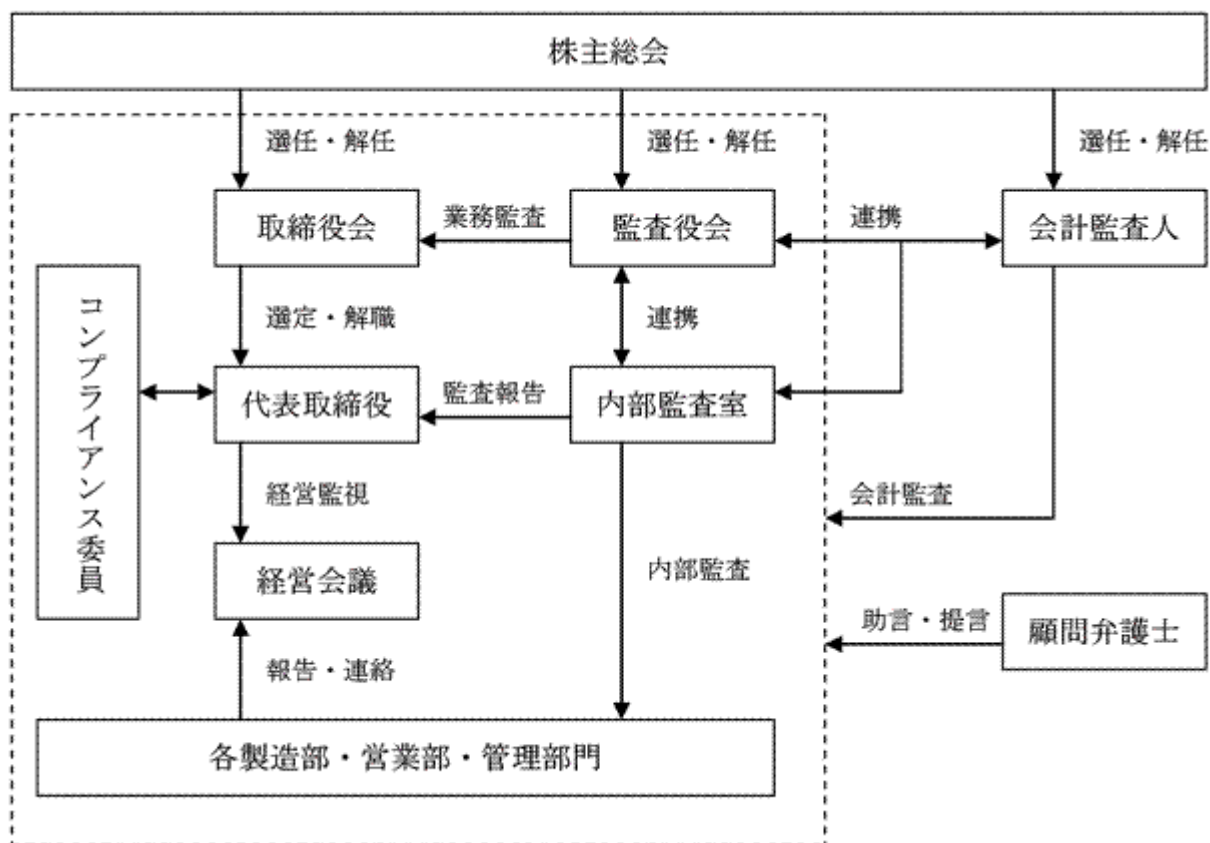 株主総会
選任・解任
選任・解任
選任・解任
取締役会
業務監査
監査役会
連携
会計監査人
コンプライアンス委員
選定・解職
連携
代表取締役
監査報告
内部監査室
経営監視
会計監査
経営会議
内部監査
助言・提言
顧問弁護士
報告・連絡
各製造部・営業部・管理部門